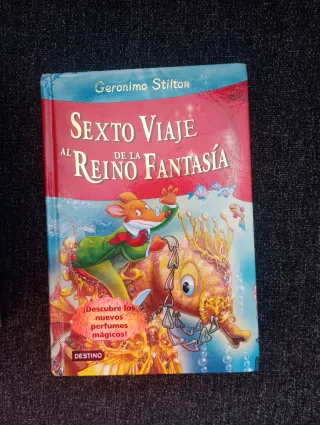 Geronimo Stilton
SEXTO VIAJE
AL REINO DE LA FANTASÍA
¡Descubre los
nuevos
perfumes
mágicos!
DESTINO